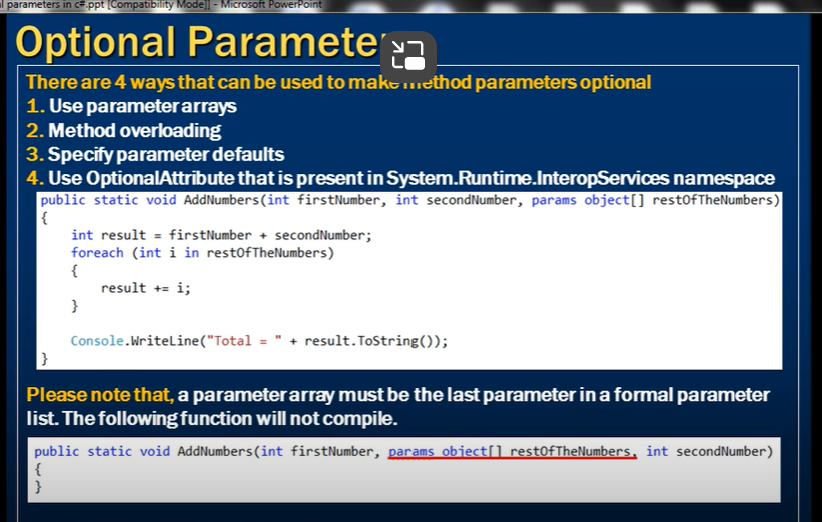 parameters in c#.ppt [Compatibility Mode]] - Microsoft PowerPoint
Optional
There are 4 ways that can be used to make method parameters optional
1. Use parameter arrays
2. Method overloading
3. Specify parameter defaults
4. Use OptionalAttribute that is present in System.Runtime.InteropServices namespace
public static void AddNumbers(int firstNumber, int secondNumber, params object[] restOfTheNumbers)
{
int result = firstNumber + secondNumber;
foreach (int i in restOfTheNumbers)
{
result += i;
}
Console.WriteLine("Total = " + result.ToString());
}
Please note that, a parameter array must be the last parameter in a formal parameter
list. The following function will not compile.
public static void AddNumbers(int firstNumber, params object[] restOfTheNumbers, int secondNumber)
{
}